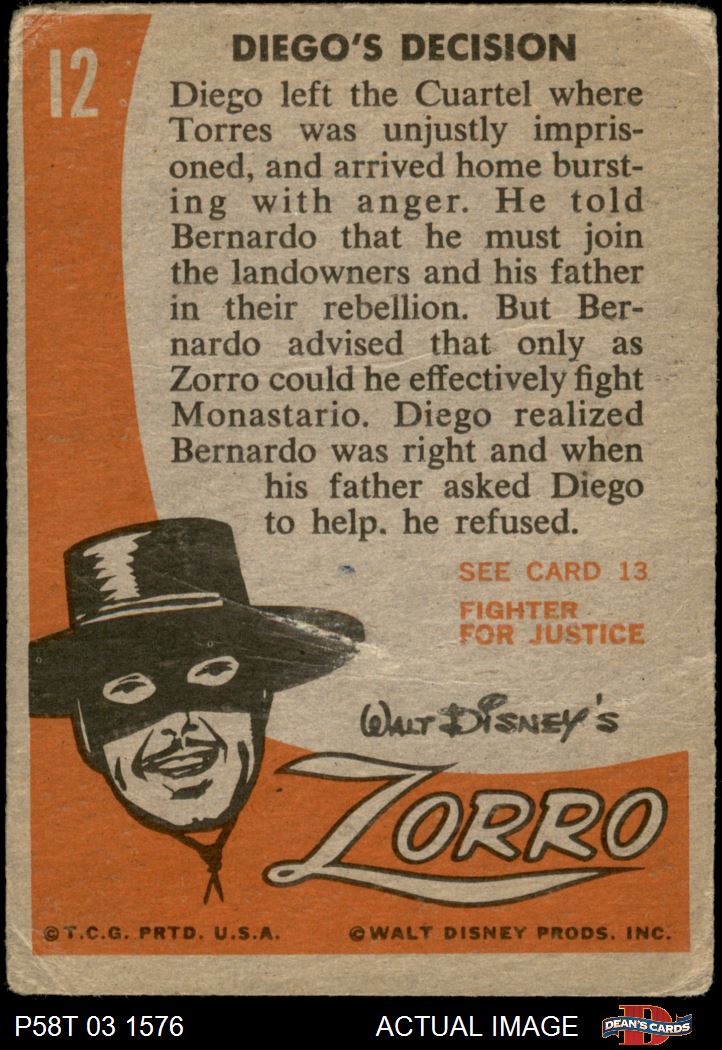 12
DIEGO'S DECISION
Diego left the Cuartel where
Torres was unjustly impris-
oned, and arrived home burst-
ing with anger. He told
Bernardo that he must join
the landowners and his father
in their rebellion. But Ber-
nardo advised that only as
Zorro could he effectively fight
Monastario. Diego realized
Bernardo was right and when
his father asked Diego
to help. he refused.
SEE CARD 13
FIGHTER
FOR JUSTICE
WALT DISNEY'S
ZORRO
©T.C.G. PRTD. U.S.A. ©WALT DISNEY PRODS. INC.
P58T 03 1576 ACTUAL IMAGE DEAN'S CARDS